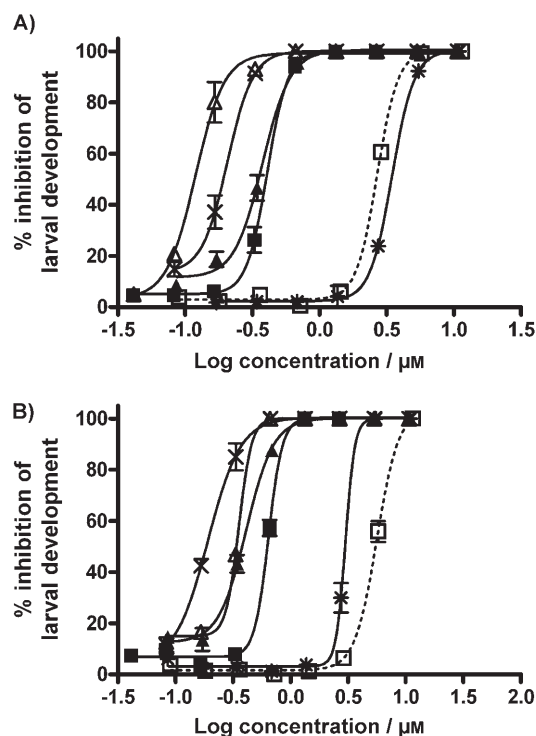 A)
100
80
60
40
20
0
% inhibition of
larval development
-1.5 -1.0 -0.5 0.0 0.5 1.0 1.5
Log concentration / µM
B)
100
80
60
40
20
0
% inhibition of
larval development
-1.5 -1.0 -0.5 0.0 0.5 1.0 1.5 2.0
Log concentration / µM